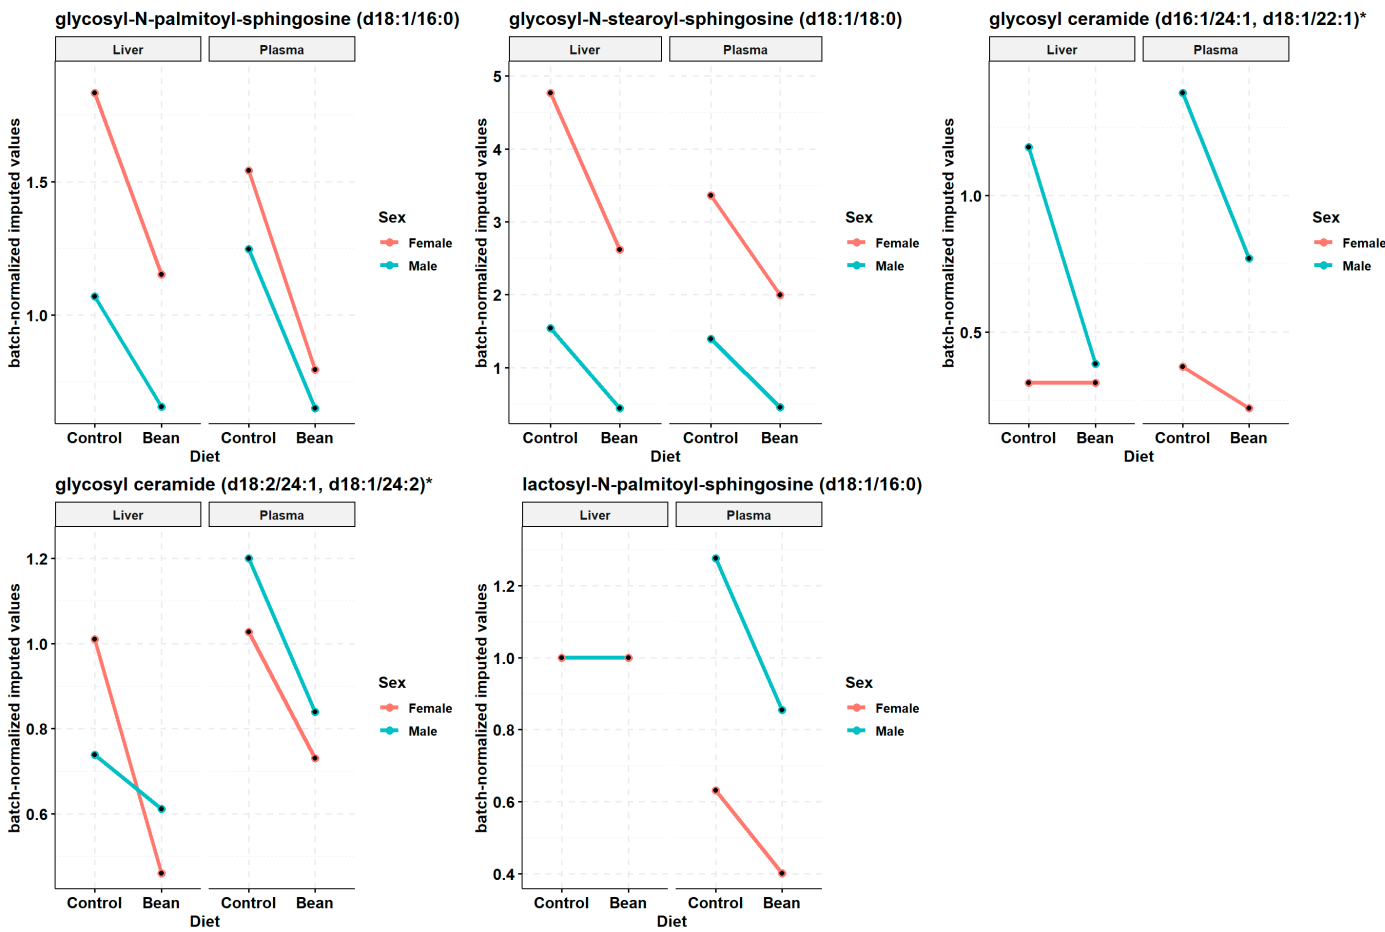 glycosyl-N-palmitoyl-sphingosine (d18:1/16:0)
Liver
Plasma
batch-normalized imputed values
1.5
1.0
Control
Bean
Control
Bean
Diet
Sex
Female
Male
glycosyl-N-stearoyl-sphingosine (d18:1/18:0)
Liver
Plasma
batch-normalized imputed values
5
4
3
2
1
Control
Bean
Control
Bean
Diet
Sex
Female
Male
glycosyl ceramide (d16:1/24:1, d18:1/22:1)*
Liver
Plasma
batch-normalized imputed values
1.0
0.5
Control
Bean
Control
Bean
Diet
Sex
Female
Male
glycosyl ceramide (d18:2/24:1, d18:1/24:2)*
Liver
Plasma
batch-normalized imputed values
1.2
1.0
0.8
0.6
Control
Bean
Control
Bean
Diet
Sex
Female
Male
lactosyl-N-palmitoyl-sphingosine (d18:1/16:0)
Liver
Plasma
batch-normalized imputed values
1.2
1.0
0.8
0.6
0.4
Control
Bean
Control
Bean
Diet
Sex
Female
Male